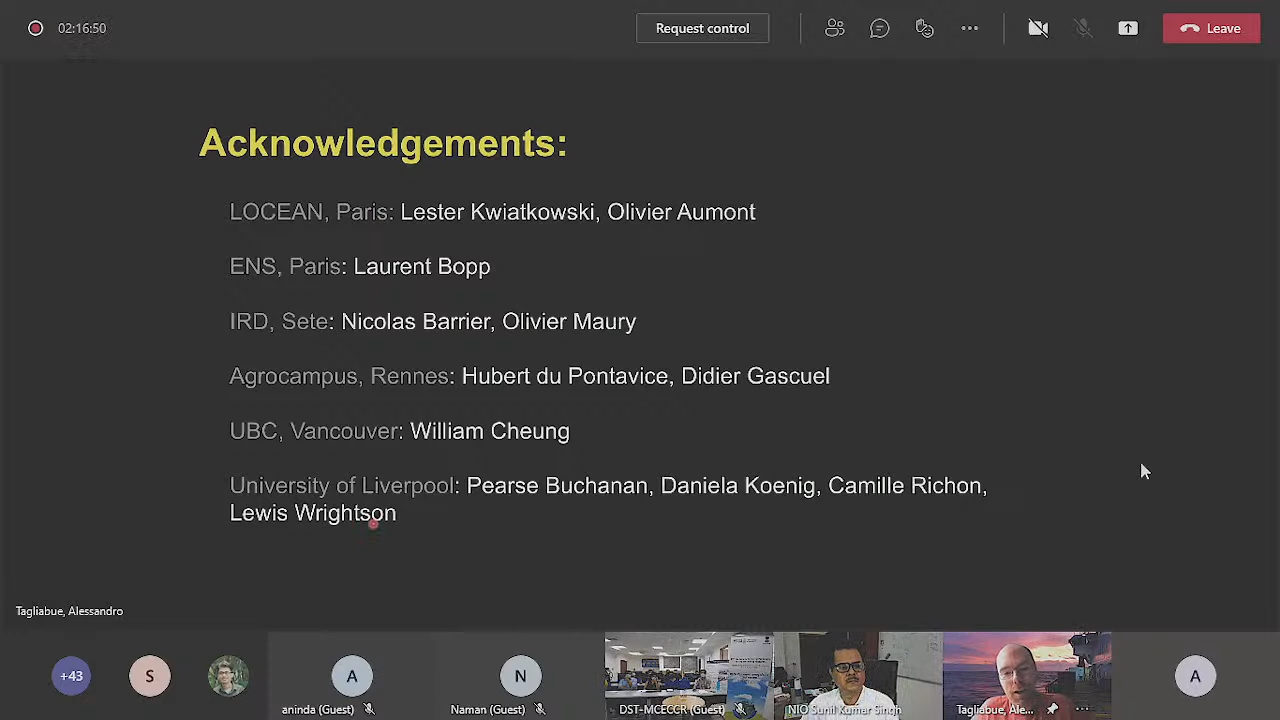 02:16:50
Request control
Leave
Acknowledgements:
LOCEAN, Paris: Lester Kwiatkowski, Olivier Aumont
ENS, Paris: Laurent Bopp
IRD, Sete: Nicolas Barrier, Olivier Maury
Agrocampus, Rennes: Hubert du Pontavice, Didier Gascuel
UBC, Vancouver: William Cheung
University of Liverpool: Pearse Buchanan, Daniela Koenig, Camille Richon,
Lewis Wrightson
Tagliabue, Alessandro
+43
S
A
N
A
aninda (Guest)
Naman (Guest)
DST-MCECCR (Guest)
NIO Sunil Kumar Singh
Tagliabue, Ale...